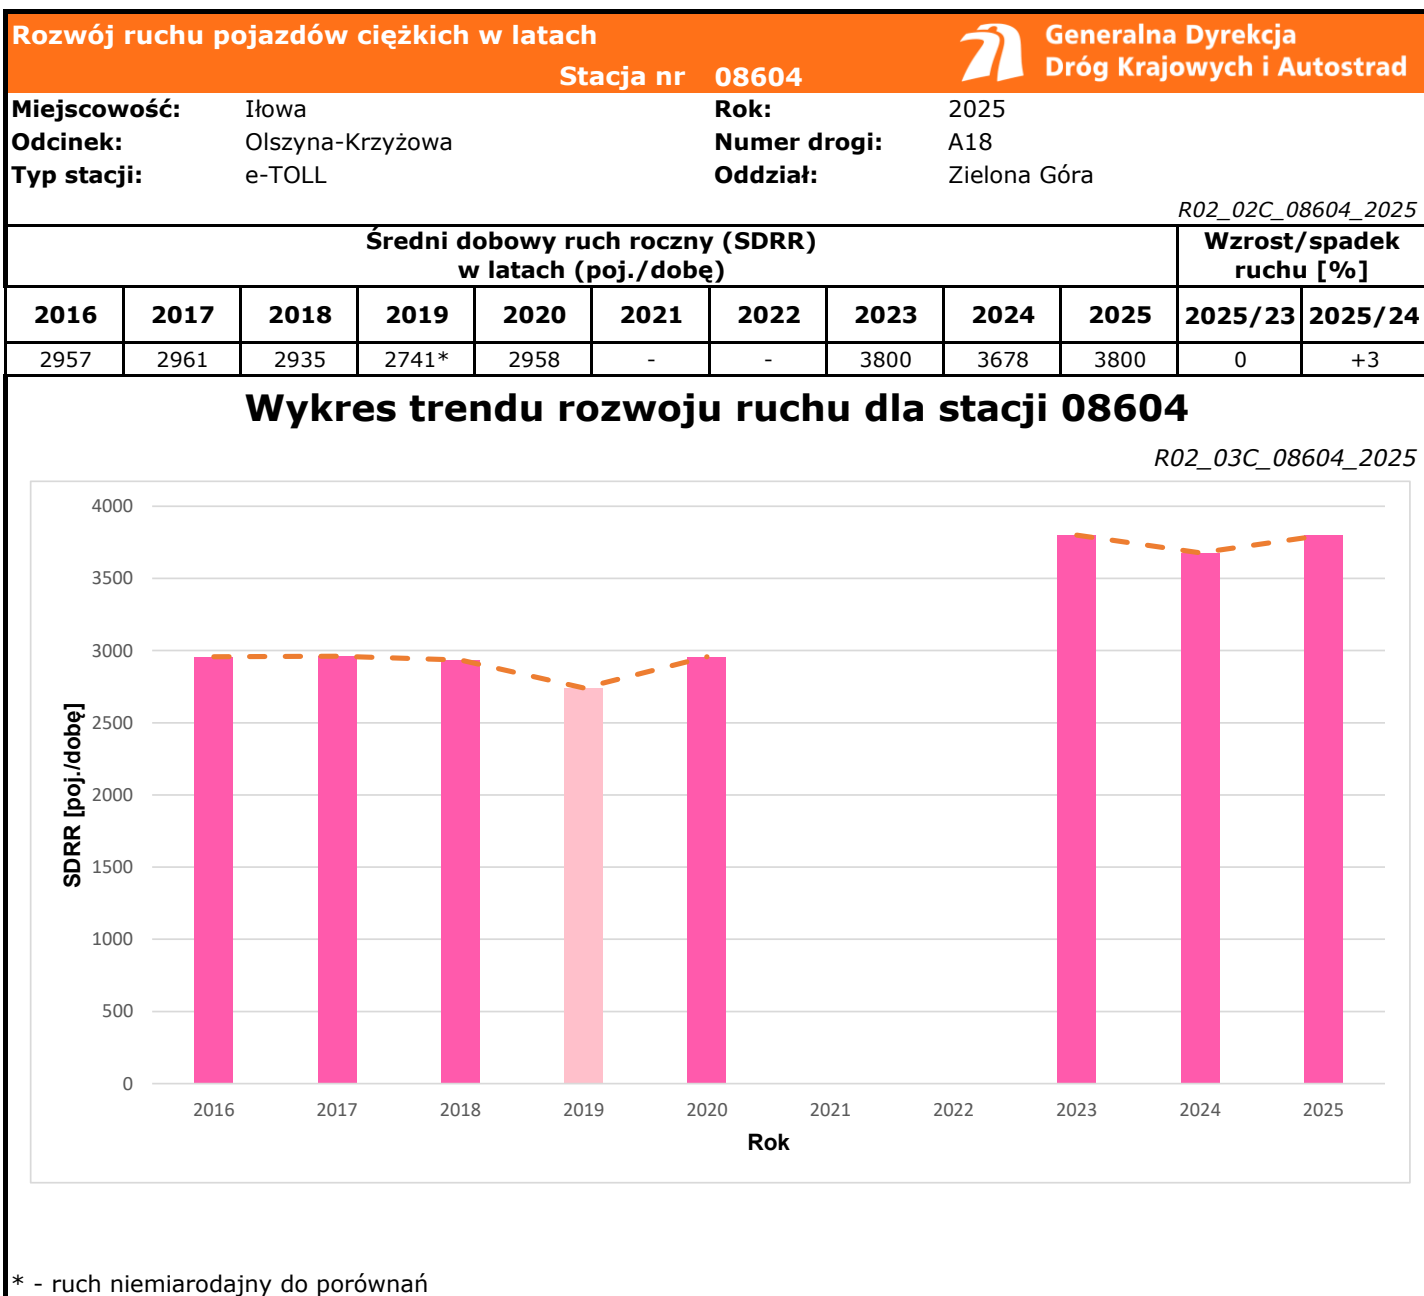 Rozwój ruchu pojazdów ciężkich w latach
Generalna Dyrekcja
Dróg Krajowych i Autostrad
Stacja nr 08604
Miejscowość: Iłowa Rok: 2025
Odcinek: Olszyna-Krzyżowa Numer drogi: A18
Typ stacji: e-TOLL Oddział: Zielona Góra
R02_02C_08604_2025
Średni dobowy ruch roczny (SDRR)
w latach (poj./dobę)
Wzrost/spadek
ruchu [%]
2016 2017 2018 2019 2020 2021 2022 2023 2024 2025 2025/23 2025/24
2957 2961 2935 2741* 2958 - - 3800 3678 3800 0 +3
Wykres trendu rozwoju ruchu dla stacji 08604
R02_03C_08604_2025
4000
3500
3000
2500
2000
1500
1000
500
0
SDRR [poj./dobę]
2016 2017 2018 2019 2020 2021 2022 2023 2024 2025
Rok
* - ruch niemiarodajny do porównań